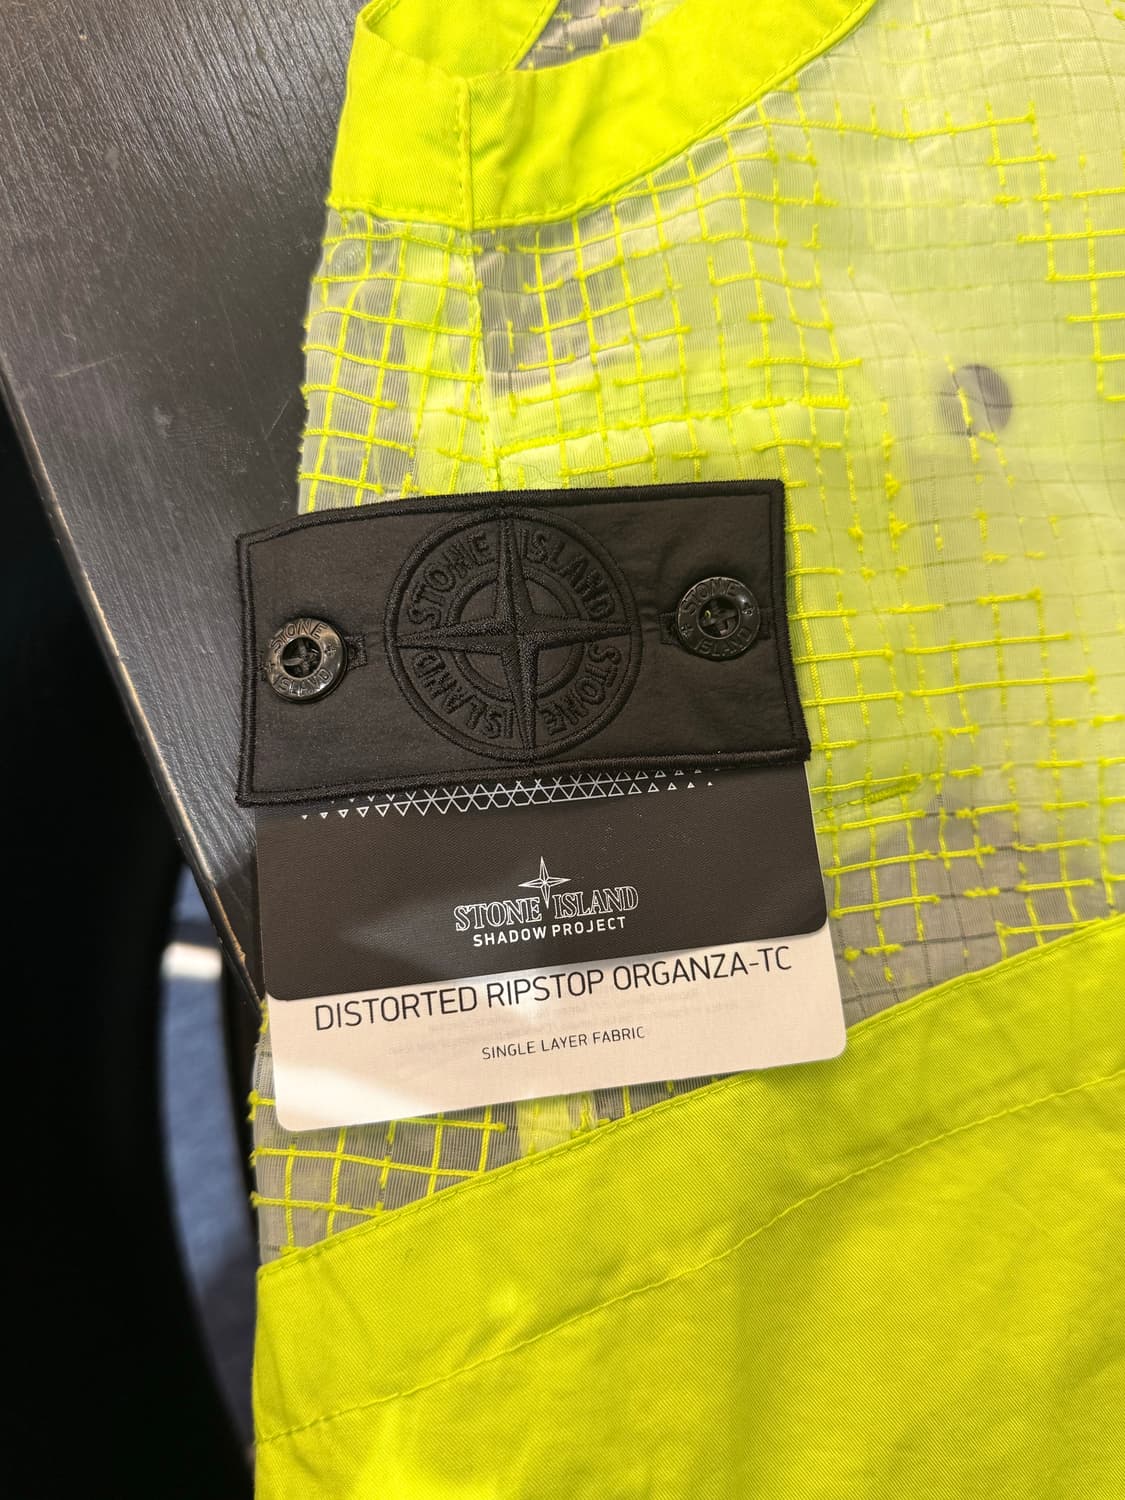 STONE ISLAND
STONE ISLAND
STONE
ISLAND
STONE
ISLAND
STONE ISLAND
SHADOW PROJECT
DISTORTED RIPSTOP ORGANZA-TC
SINGLE LAYER FABRIC